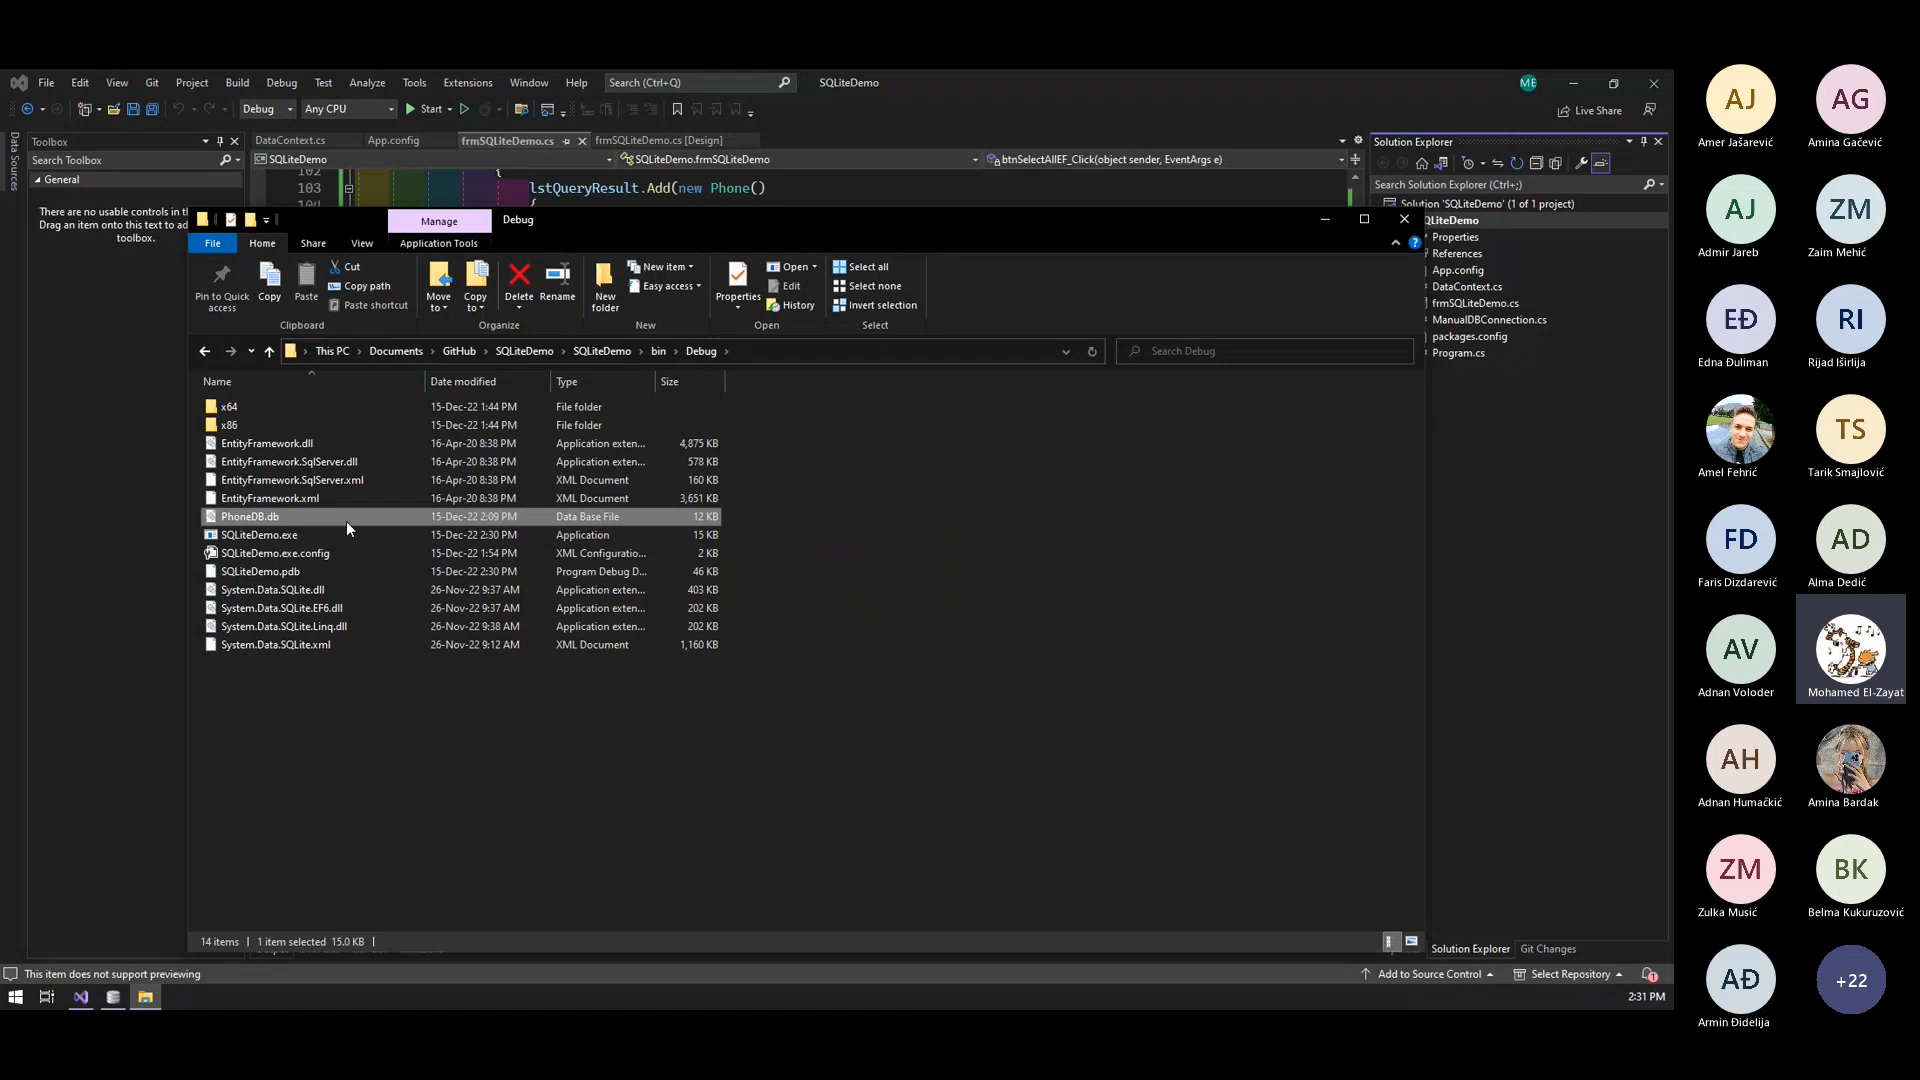 File Edit View Git Project Build Debug Test Analyze Tools Extensions Window Help Search (Ctrl+Q) SQLiteDemo ME
Debug Any CPU Start Live Share
Data Sources
Toolbox
Search Toolbox
General
There are no usable controls in th
Drag an item onto this text to ad
toolbox.
DataContext.cs App.config frmSQLiteDemo.cs frmSQLiteDemo.cs [Design]
SQLiteDemo SQLiteDemo.frmSQLiteDemo btnSelectAllEF_Click(object sender, EventArgs e)
102 {
103 lstQueryResult.Add(new Phone()
104 {
Solution Explorer
Search Solution Explorer (Ctrl+;)
Solution 'SQLiteDemo' (1 of 1 project)
QLiteDemo
Properties
References
App.config
DataContext.cs
frmSQLiteDemo.cs
ManualDBConnection.cs
packages.config
Program.cs
Manage Debug
File Home Share View Application Tools
Pin to Quick access
Copy
Paste
Cut
Copy path
Paste shortcut
Clipboard
Move to
Copy to
Delete
Rename
Organize
New folder
New item
Easy access
New
Properties
Open
Edit
History
Open
Select all
Select none
Invert selection
Select
This PC Documents GitHub SQLiteDemo SQLiteDemo bin Debug
Search Debug
Name Date modified Type Size
x64 15-Dec-22 1:44 PM File folder
x86 15-Dec-22 1:44 PM File folder
EntityFramework.dll 16-Apr-20 8:38 PM Application exten... 4,875 KB
EntityFramework.SqlServer.dll 16-Apr-20 8:38 PM Application exten... 578 KB
EntityFramework.SqlServer.xml 16-Apr-20 8:38 PM XML Document 160 KB
EntityFramework.xml 16-Apr-20 8:38 PM XML Document 3,651 KB
PhoneDB.db 15-Dec-22 2:09 PM Data Base File 12 KB
SQLiteDemo.exe 15-Dec-22 2:30 PM Application 15 KB
SQLiteDemo.exe.config 15-Dec-22 1:54 PM XML Configuratio... 2 KB
SQLiteDemo.pdb 15-Dec-22 2:30 PM Program Debug D... 46 KB
System.Data.SQLite.dll 26-Nov-22 9:37 AM Application exten... 403 KB
System.Data.SQLite.EF6.dll 26-Nov-22 9:37 AM Application exten... 202 KB
System.Data.SQLite.Linq.dll 26-Nov-22 9:38 AM Application exten... 202 KB
System.Data.SQLite.xml 26-Nov-22 9:12 AM XML Document 1,160 KB
14 items 1 item selected 15.0 KB
Solution Explorer Git Changes
This item does not support previewing
Add to Source Control Select Repository 1
2:31 PM
AJ AG
Amer Jašarević Amina Gačević
AJ ZM
Admir Jareb Zaim Mehić
EĐ RI
Edna Đuliman Rijad Iširlija
TS
Amel Fehrić Tarik Smajlović
FD AD
Faris Dizdarević Alma Dedić
AV
Adnan Voloder Mohamed El-Zayat
AH
Adnan Humačkić Amina Bardak
ZM BK
Zulka Musić Belma Kukuruzović
AĐ +22
Armin Đidelija